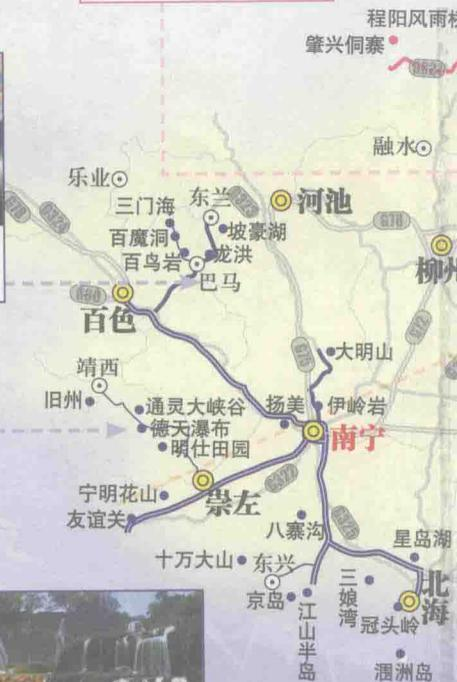 程阳风雨
肇兴侗寨
融水
乐业
东兰
三门海
河池
坡豪湖
百魔洞
G78
龙洪
百鸟岩
巴马
柳州
百色
大明山
靖西
旧州
通灵大峡谷
扬美
伊岭岩
德天瀑布
南宁
明仕田园
宁明花山
崇左
G322
友谊关
八寨沟
星岛湖
十万大山
东兴
三娘湾
北海
京岛
江山半岛
冠头岭
涠洲岛